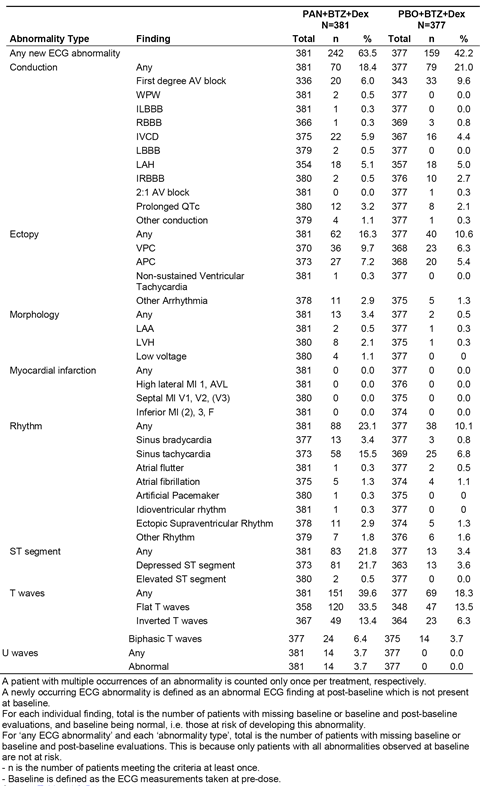 PAN+BTZ+Dex PBO+BTZ+Dex
N=381 N=377
Abnormality Type Finding Total n % Total n %
Any new ECG abnormality 381 242 63.5 377 159 42.2
Conduction Any 381 70 18.4 377 79 21.0
First degree AV block 336 20 6.0 343 33 9.6
WPW 381 2 0.5 377 0 0.0
ILBBB 381 1 0.3 377 0 0.0
RBBB 366 1 0.3 369 3 0.8
IVCD 375 22 5.9 367 16 4.4
LBBB 379 2 0.5 377 0 0.0
LAH 354 18 5.1 357 18 5.0
IRBBB 380 2 0.5 376 10 2.7
2:1 AV block 381 0 0.0 377 1 0.3
Prolonged QTc 380 12 3.2 377 8 2.1
Other conduction 379 4 1.1 377 1 0.3
Ectopy Any 381 62 16.3 377 40 10.6
VPC 370 36 9.7 368 23 6.3
APC 373 27 7.2 368 20 5.4
Non-sustained Ventricular 381 1 0.3 377 0 0.0
Tachycardia
Other Arrhythmia 378 11 2.9 375 5 1.3
Morphology Any 381 13 3.4 377 2 0.5
LAA 381 2 0.5 377 1 0.3
LVH 380 8 2.1 375 1 0.3
Low voltage 380 4 1.1 377 0 0
Myocardial infarction Any 381 0 0.0 377 0 0.0
High lateral MI 1, AVL 381 0 0.0 376 0 0.0
Septal MI V1, V2, (V3) 380 0 0.0 375 0 0.0
Inferior MI (2), 3, F 381 0 0.0 374 0 0.0
Rhythm Any 381 88 23.1 377 38 10.1
Sinus bradycardia 377 13 3.4 377 3 0.8
Sinus tachycardia 373 58 15.5 369 25 6.8
Atrial flutter 381 1 0.3 377 2 0.5
Atrial fibrillation 375 5 1.3 374 4 1.1
Artificial Pacemaker 380 1 0.3 375 0 0
Idioventricular rhythm 381 1 0.3 377 0 0
Ectopic Supraventricular Rhythm 378 11 2.9 374 5 1.3
Other Rhythm 379 7 1.8 376 6 1.6
ST segment Any 381 83 21.8 377 13 3.4
Depressed ST segment 373 81 21.7 363 13 3.6
Elevated ST segment 380 2 0.5 377 0 0.0
T waves Any 381 151 39.6 377 69 18.3
Flat T waves 358 120 33.5 348 47 13.5
Inverted T waves 367 49 13.4 364 23 6.3
Biphasic T waves 377 24 6.4 375 14 3.7
U waves Any 381 14 3.7 377 0 0.0
Abnormal 381 14 3.7 377 0 0.0
A patient with multiple occurrences of an abnormality is counted only once per treatment, respectively.
A newly occurring ECG abnormality is defined as an abnormal ECG finding at post-baseline which is not present
at baseline.
For each individual finding, total is the number of patients with missing baseline or baseline and post-baseline
evaluations, and baseline being normal, i.e. those at risk of developing this abnormality.
For 'any ECG abnormality' and each 'abnormality type', total is the number of patients with missing baseline or
baseline and post-baseline evaluations. This is because only patients with all abnormalities observed at baseline
are not at risk.
- n is the number of patients meeting the criteria at least once.
- Baseline is defined as the ECG measurements taken at pre-dose.